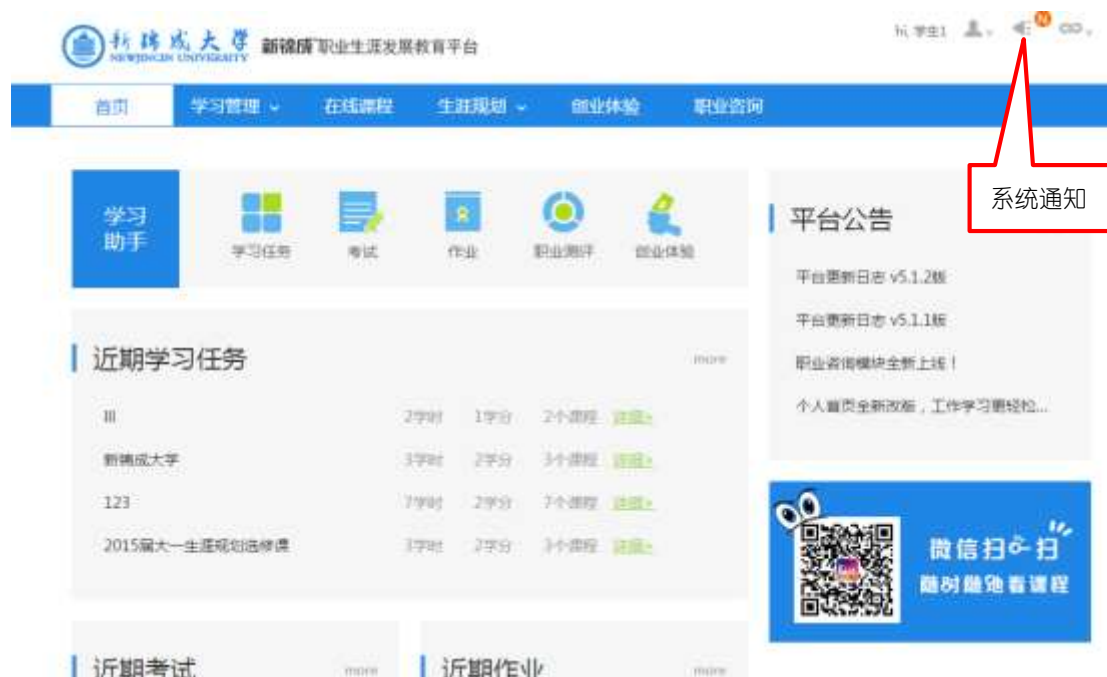 新锦成大学 新锦成 职业生涯发展教育平台
NEWJINCIN UNIVERSITY
hi, 学生1
N
首页 学习管理 在线课程 生涯规划 创业体验 职业咨询
系统通知
学习
助手
学习任务 考试 作业 职业测评 创业体验
平台公告
平台更新日志 v5.1.2版
平台更新日志 v5.1.1版
职业咨询模块全新上线！
个人首页全新改版，工作学习更轻松...
近期学习任务 more
lll 2学时 1学分 2个课程 详细>
新锦成大学 3学时 2学分 3个课程 详细>
123 7学时 2学分 7个课程 详细>
2015届大一生涯规划选修课 3学时 2学分 3个课程 详细>
微信扫一扫
随时随地看课程
近期考试 more
近期作业 more